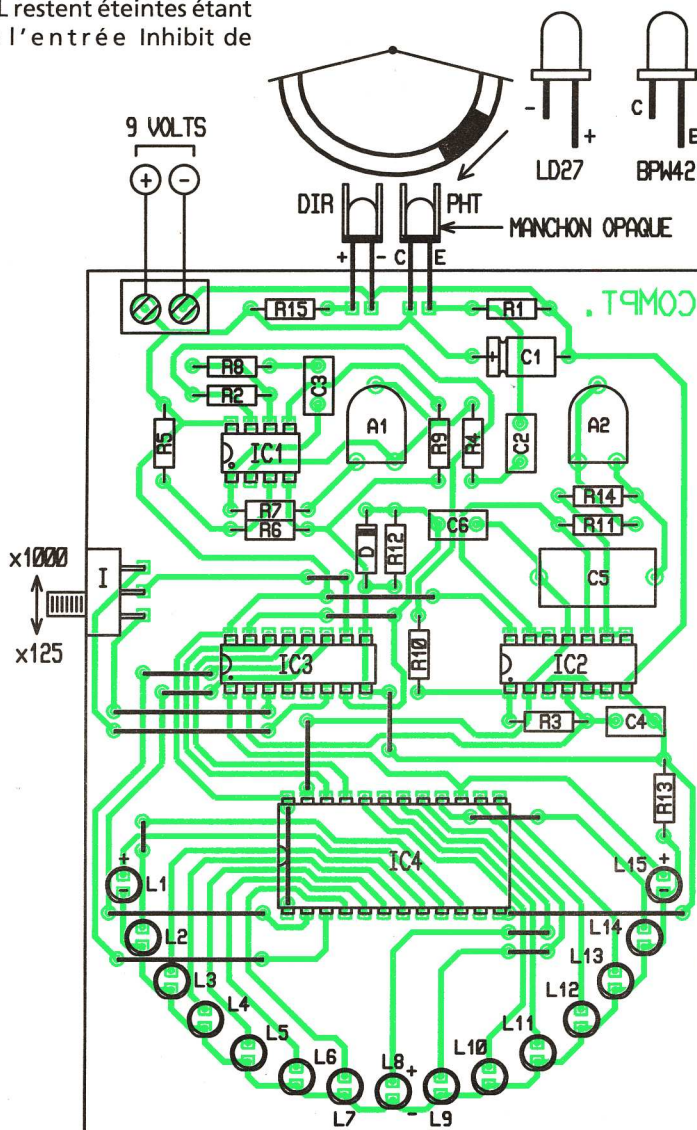 L restent éteintes étant
l'entrée Inhibit de
9 VOLTS
+ -
- +
LD27
C E
BPW42
DIR
PHT
MANCHON OPAQUE
+ - C E
COMPT.
R15
R1
C1
+
R8
R2
C3
A1
A2
R5
IC1
R9
R4
C2
R7
R6
R14
R11
C6
D
R12
C5
x1000
I
x125
R10
IC3
IC2
R3
C4
R13
IC4
+
-
L1
L15
+
-
L2
L14
L3
L13
L4
L12
L5
L11
L6
L10
L7
L8
+
-
L9